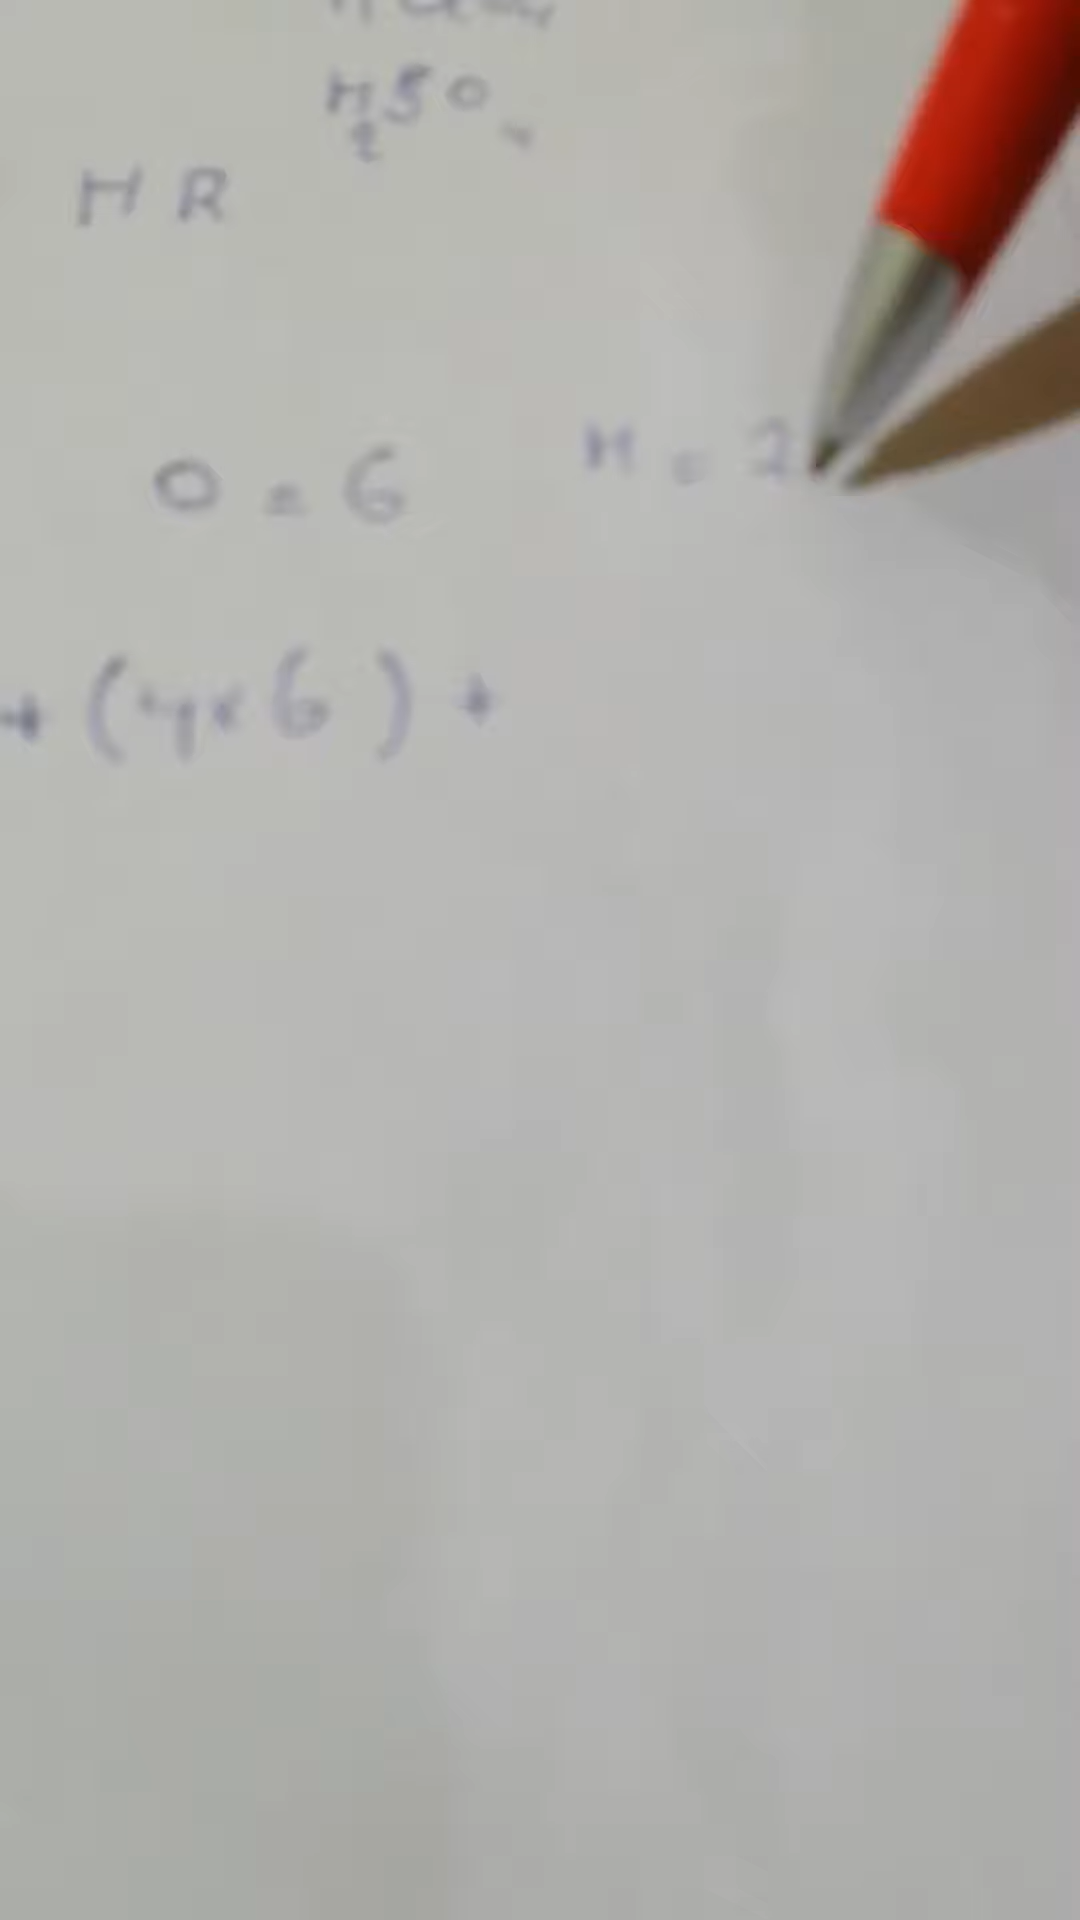 H₂SO₄
H R
O = 6 H = 2
+ (4×6) +